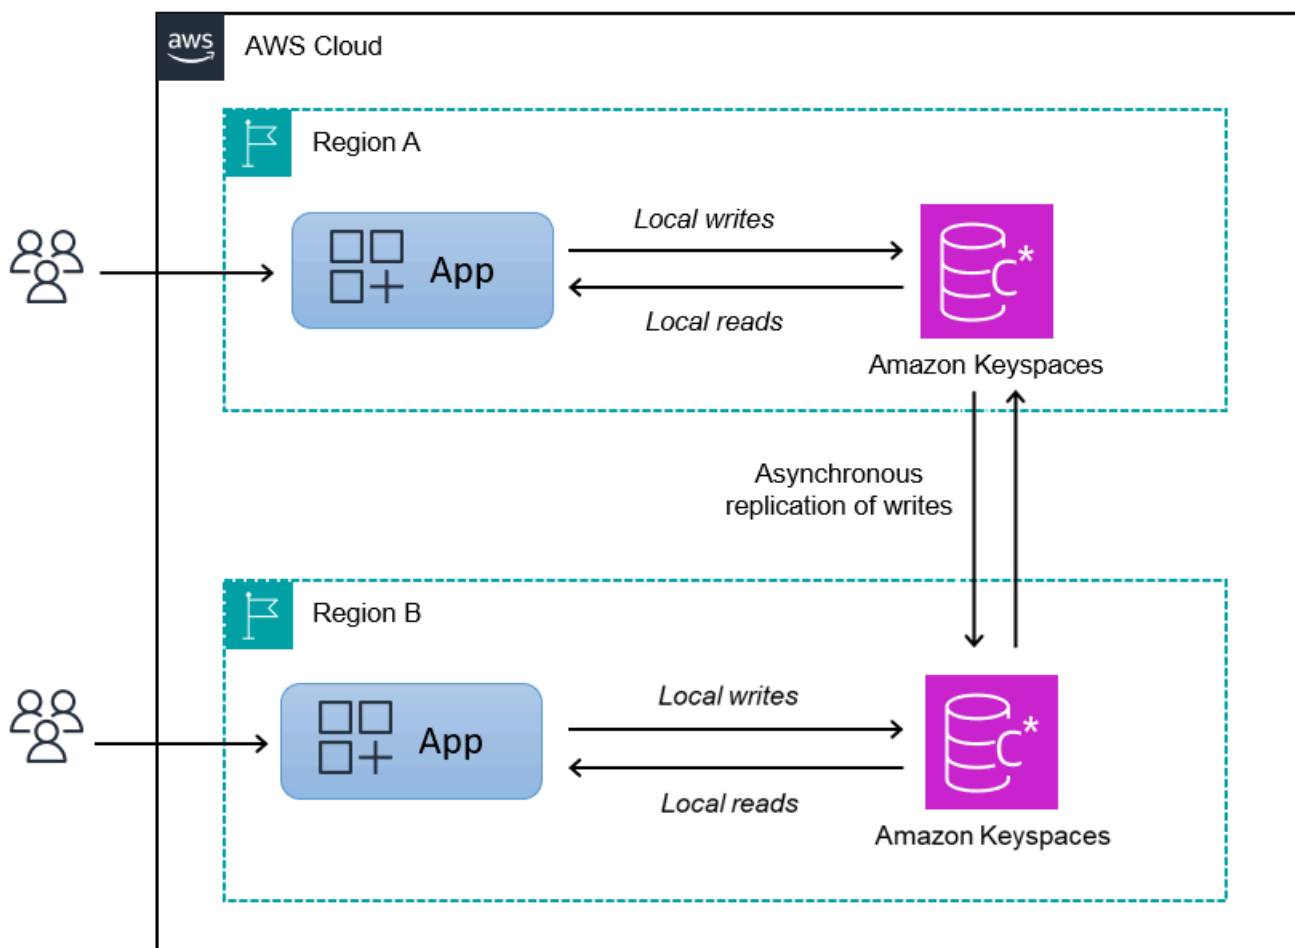 aws
AWS Cloud
Region A
App
Local writes
Local reads
C*
Amazon Keyspaces
Asynchronous
replication of writes
Region B
App
Local writes
Local reads
C*
Amazon Keyspaces